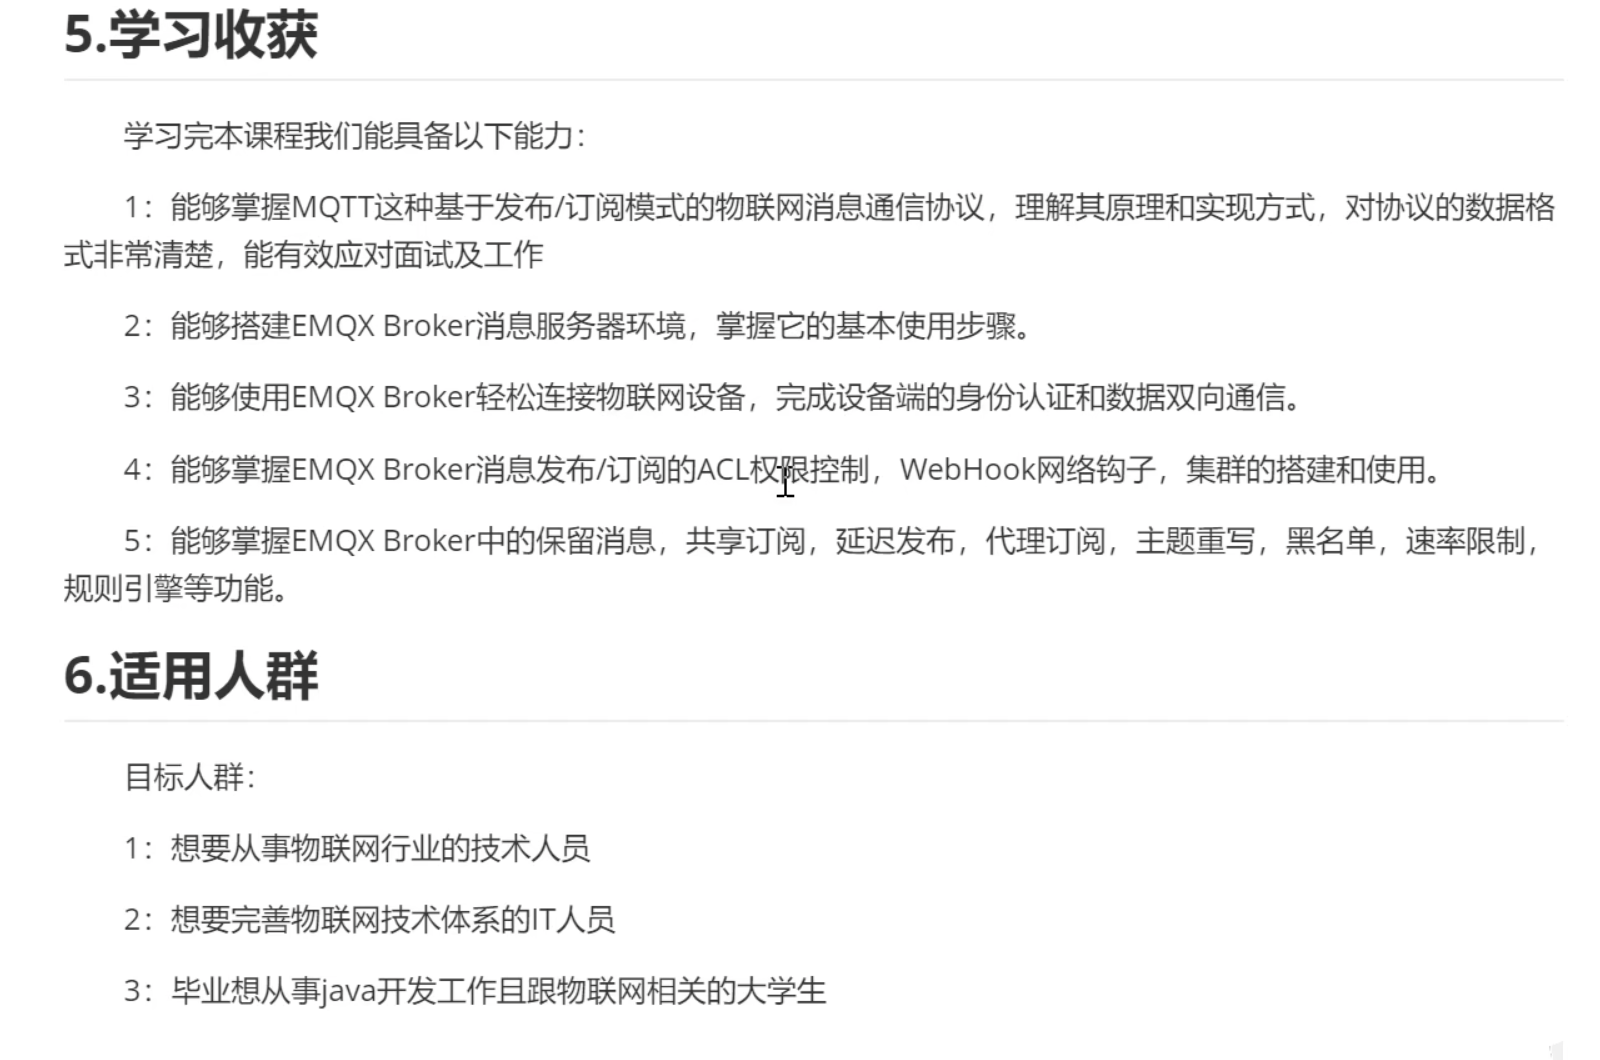 5.学习收获
学习完本课程我们能具备以下能力：
1：能够掌握MQTT这种基于发布/订阅模式的物联网消息通信协议，理解其原理和实现方式，对协议的数据格
式非常清楚，能有效应对面试及工作
2：能够搭建EMQX Broker消息服务器环境，掌握它的基本使用步骤。
3：能够使用EMQX Broker轻松连接物联网设备，完成设备端的身份认证和数据双向通信。
4：能够掌握EMQX Broker消息发布/订阅的ACL权限控制，WebHook网络钩子，集群的搭建和使用。
5：能够掌握EMQX Broker中的保留消息，共享订阅，延迟发布，代理订阅，主题重写，黑名单，速率限制，
规则引擎等功能。
6.适用人群
目标人群：
1：想要从事物联网行业的技术人员
2：想要完善物联网技术体系的IT人员
3：毕业想从事java开发工作且跟物联网相关的大学生